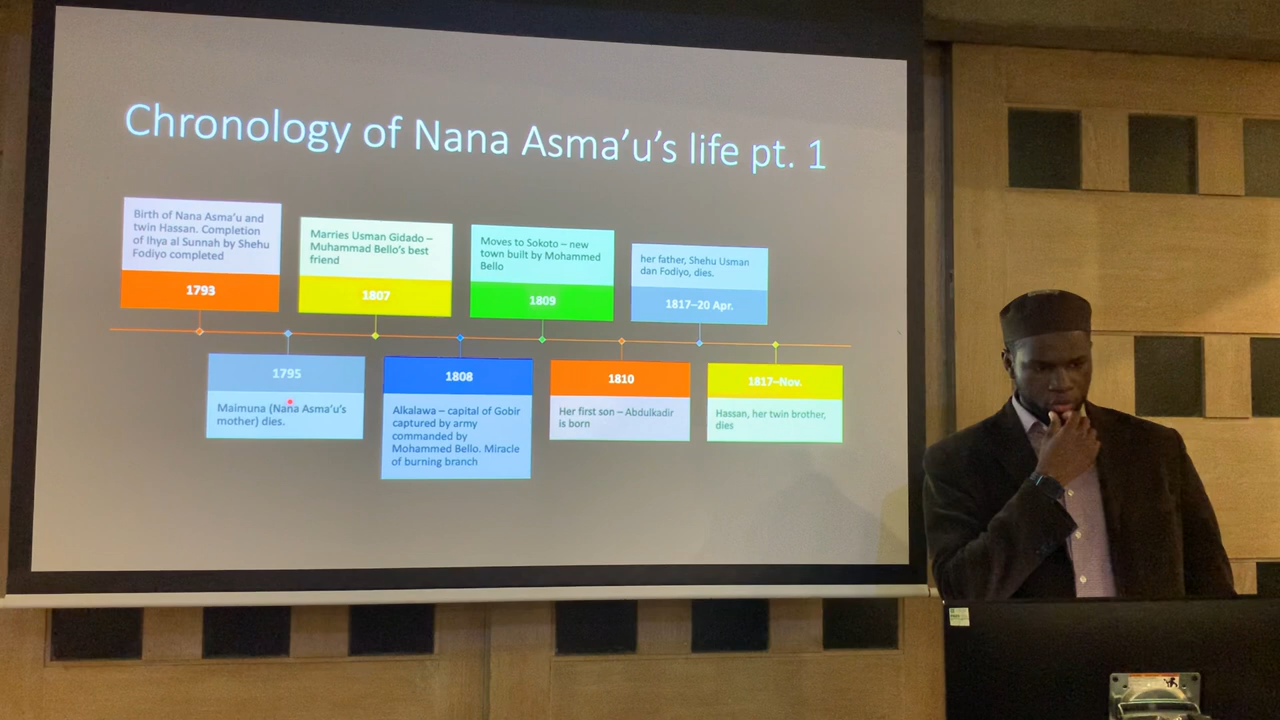 Chronology of Nana Asma’u’s life pt. 1
Birth of Nana Asma’u and
twin Hassan. Completion
of Ihya al Sunnah by Shehu
Fodiyo completed
1793
Marries Usman Gidado –
Muhammad Bello’s best
friend
1807
Moves to Sokoto – new
town built by Mohammed
Bello
1809
her father, Shehu Usman
dan Fodiyo, dies.
1817–20 Apr.
1795
Maimuna (Nana Asma’u’s
mother) dies.
1808
Alkalawa – capital of Gobir
captured by army
commanded by
Mohammed Bello. Miracle
of burning branch
1810
Her first son – Abdulkadir
is born
1817–Nov.
Hassan, her twin brother,
dies